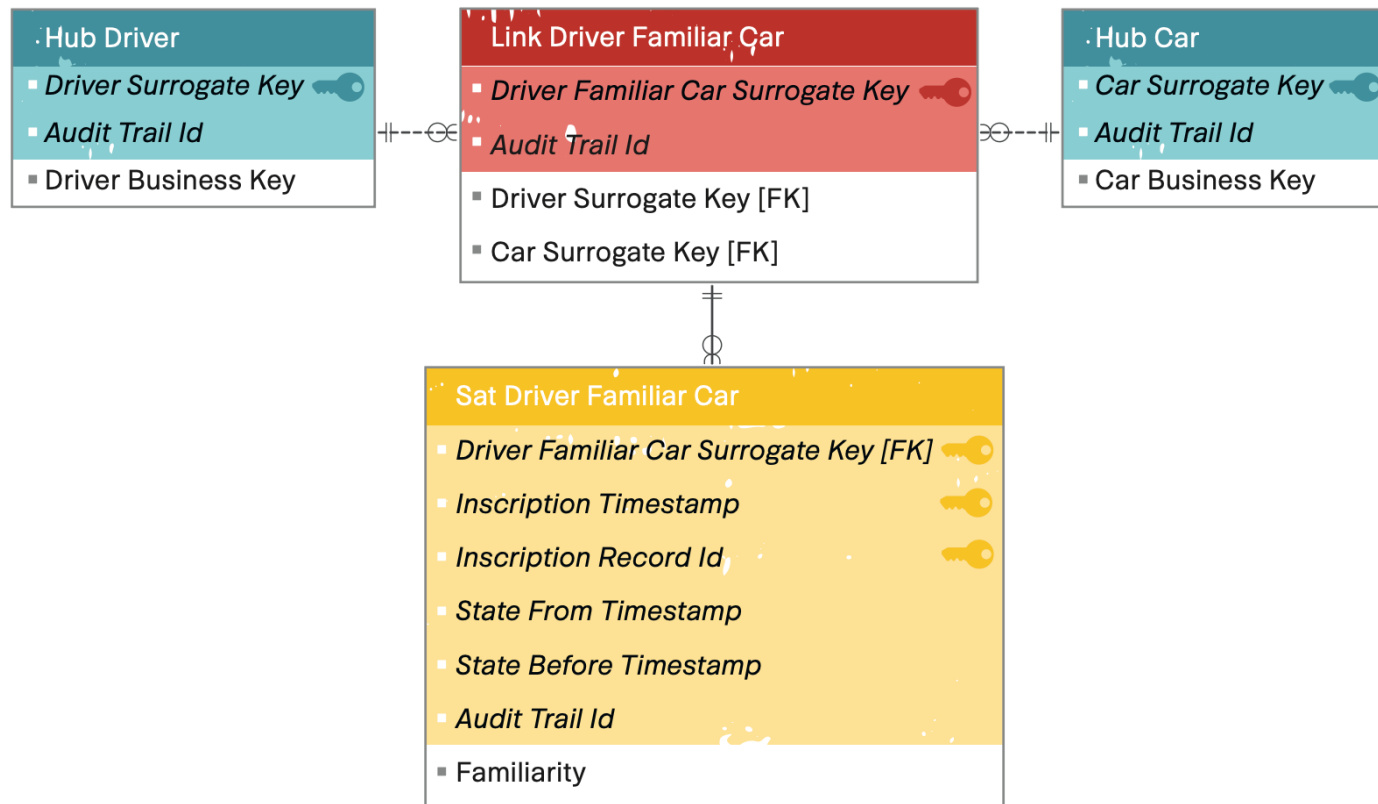 Hub Driver
Driver Surrogate Key
Audit Trail Id
Driver Business Key
Link Driver Familiar Car
Driver Familiar Car Surrogate Key
Audit Trail Id
Driver Surrogate Key [FK]
Car Surrogate Key [FK]
Hub Car
Car Surrogate Key
Audit Trail Id
Car Business Key
Sat Driver Familiar Car
Driver Familiar Car Surrogate Key [FK]
Inscription Timestamp
Inscription Record Id
State From Timestamp
State Before Timestamp
Audit Trail Id
Familiarity